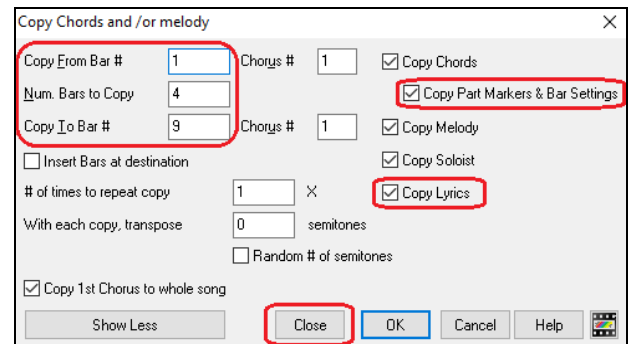 Copy Chords and /or melody
Copy From Bar # 1 Chorus # 1 Copy Chords
Num. Bars to Copy 4 Copy Part Markers & Bar Settings
Copy To Bar # 9 Chorus # 1 Copy Melody
Insert Bars at destination Copy Soloist
# of times to repeat copy 1 X Copy Lyrics
With each copy, transpose 0 semitones
Random # of semitones
Copy 1st Chorus to whole song
Show Less Close OK Cancel Help